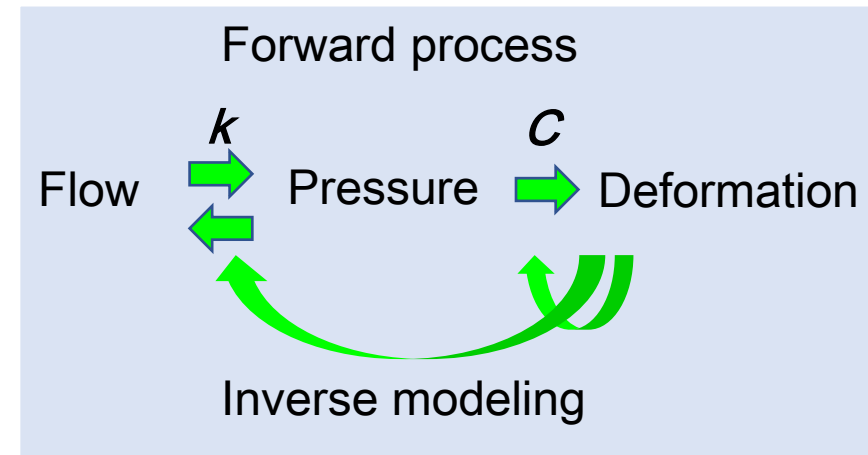 Forward process
k C
Flow Pressure Deformation
Inverse modeling